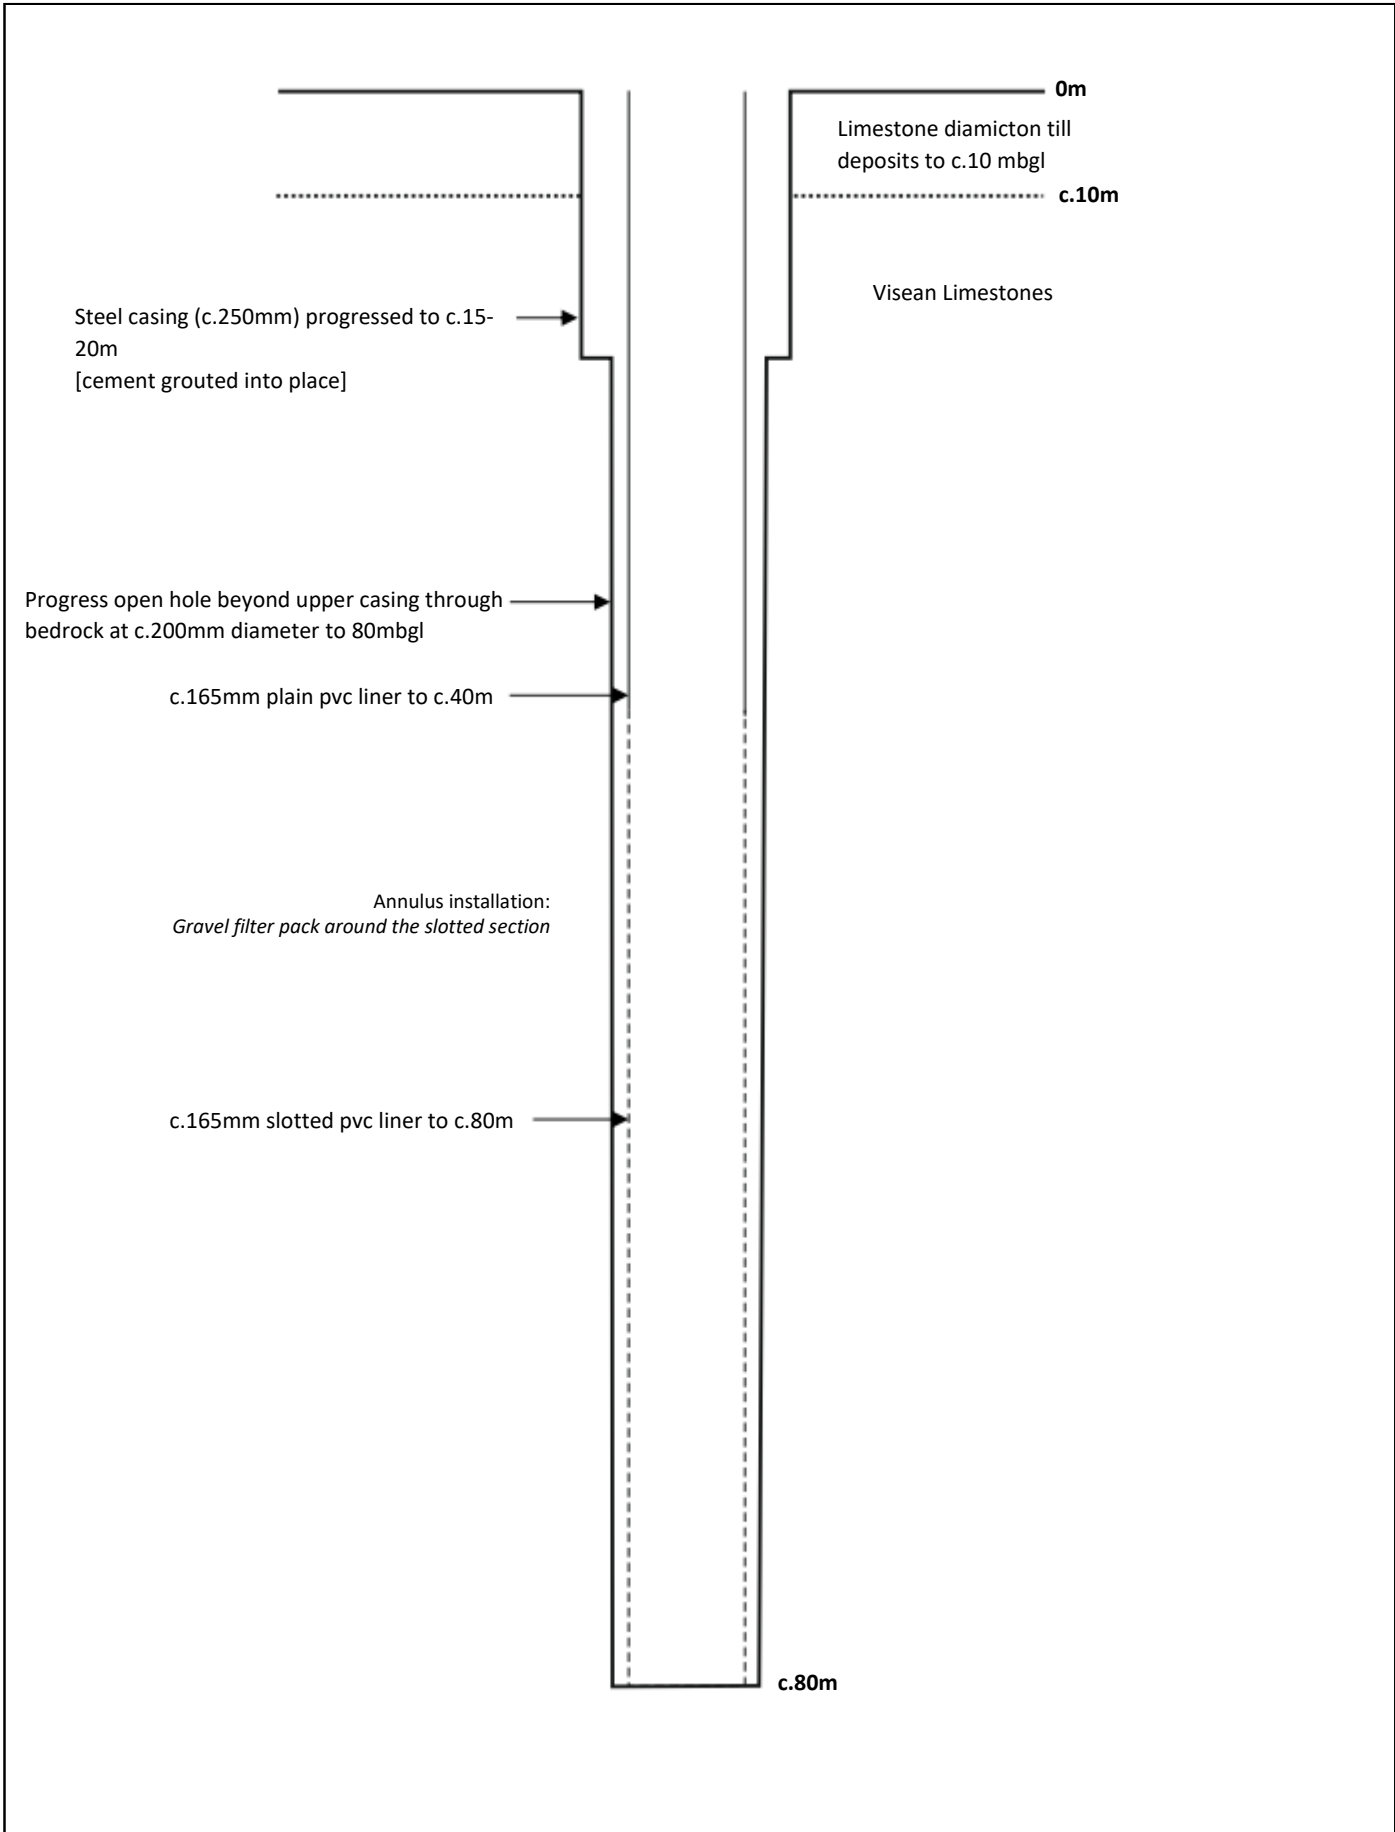 0m
Limestone diamicton till
deposits to c.10 mbgl
c.10m
Visean Limestones
Steel casing (c.250mm) progressed to c.15-
20m
[cement grouted into place]
Progress open hole beyond upper casing through
bedrock at c.200mm diameter to 80mbgl
c.165mm plain pvc liner to c.40m
Annulus installation:
Gravel filter pack around the slotted section
c.165mm slotted pvc liner to c.80m
c.80m